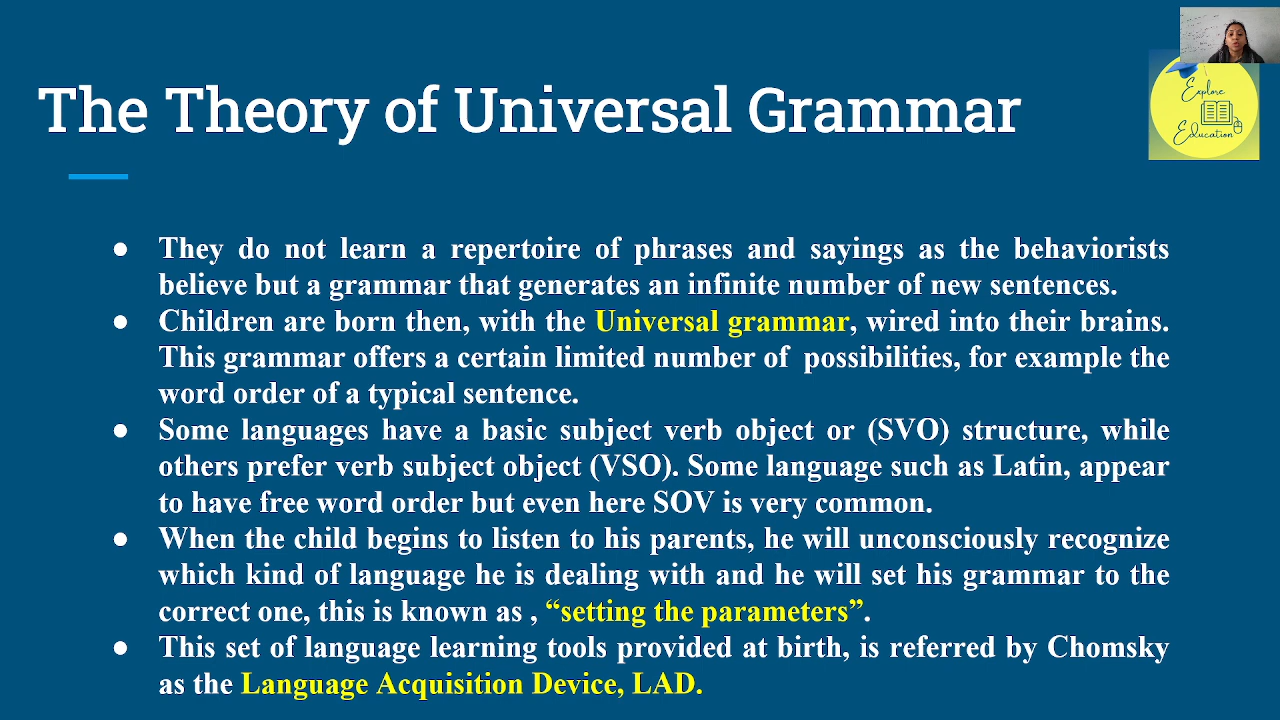 The Theory of Universal Grammar
Explore
Education
● They do not learn a repertoire of phrases and sayings as the behaviorists
believe but a grammar that generates an infinite number of new sentences.
● Children are born then, with the Universal grammar, wired into their brains.
This grammar offers a certain limited number of possibilities, for example the
word order of a typical sentence.
● Some languages have a basic subject verb object or (SVO) structure, while
others prefer verb subject object (VSO). Some language such as Latin, appear
to have free word order but even here SOV is very common.
● When the child begins to listen to his parents, he will unconsciously recognize
which kind of language he is dealing with and he will set his grammar to the
correct one, this is known as , “setting the parameters”.
● This set of language learning tools provided at birth, is referred by Chomsky
as the Language Acquisition Device, LAD.